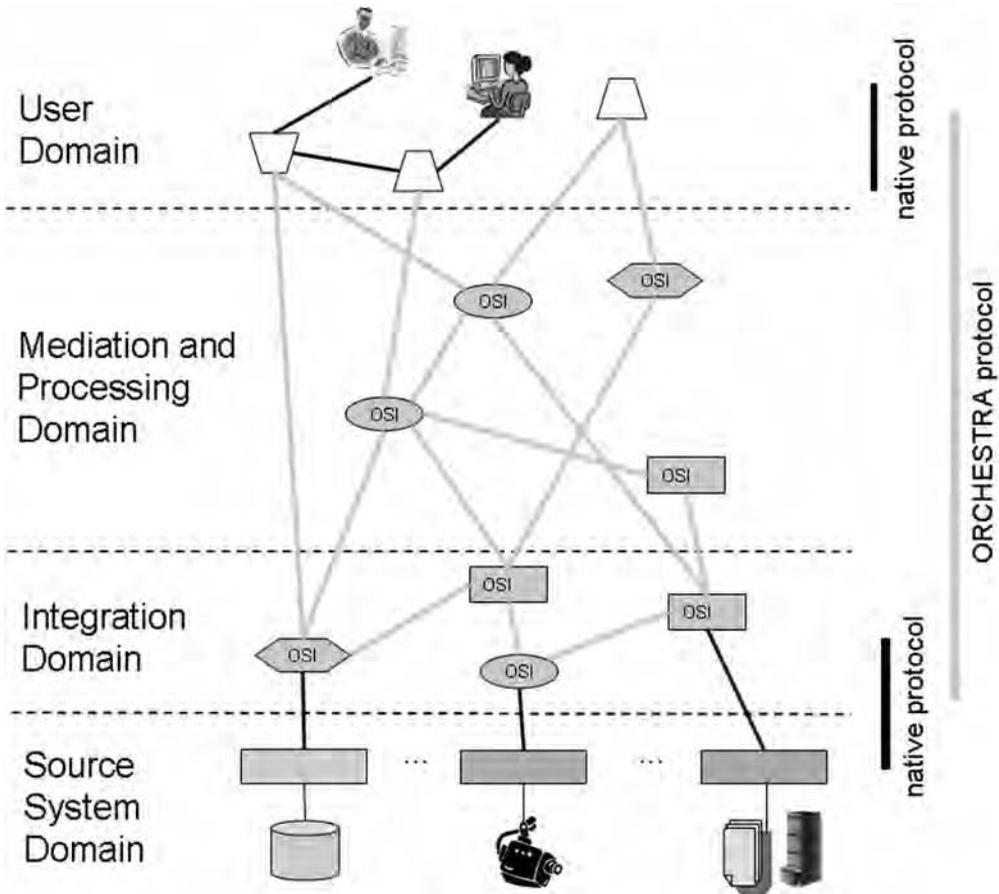 User
Domain
native protocol
OSI
OSI
Mediation and
Processing
Domain
OSI
OSI
ORCHESTRA protocol
OSI
OSI
Integration
Domain
OSI
OSI
native protocol
Source
System
Domain
...
...